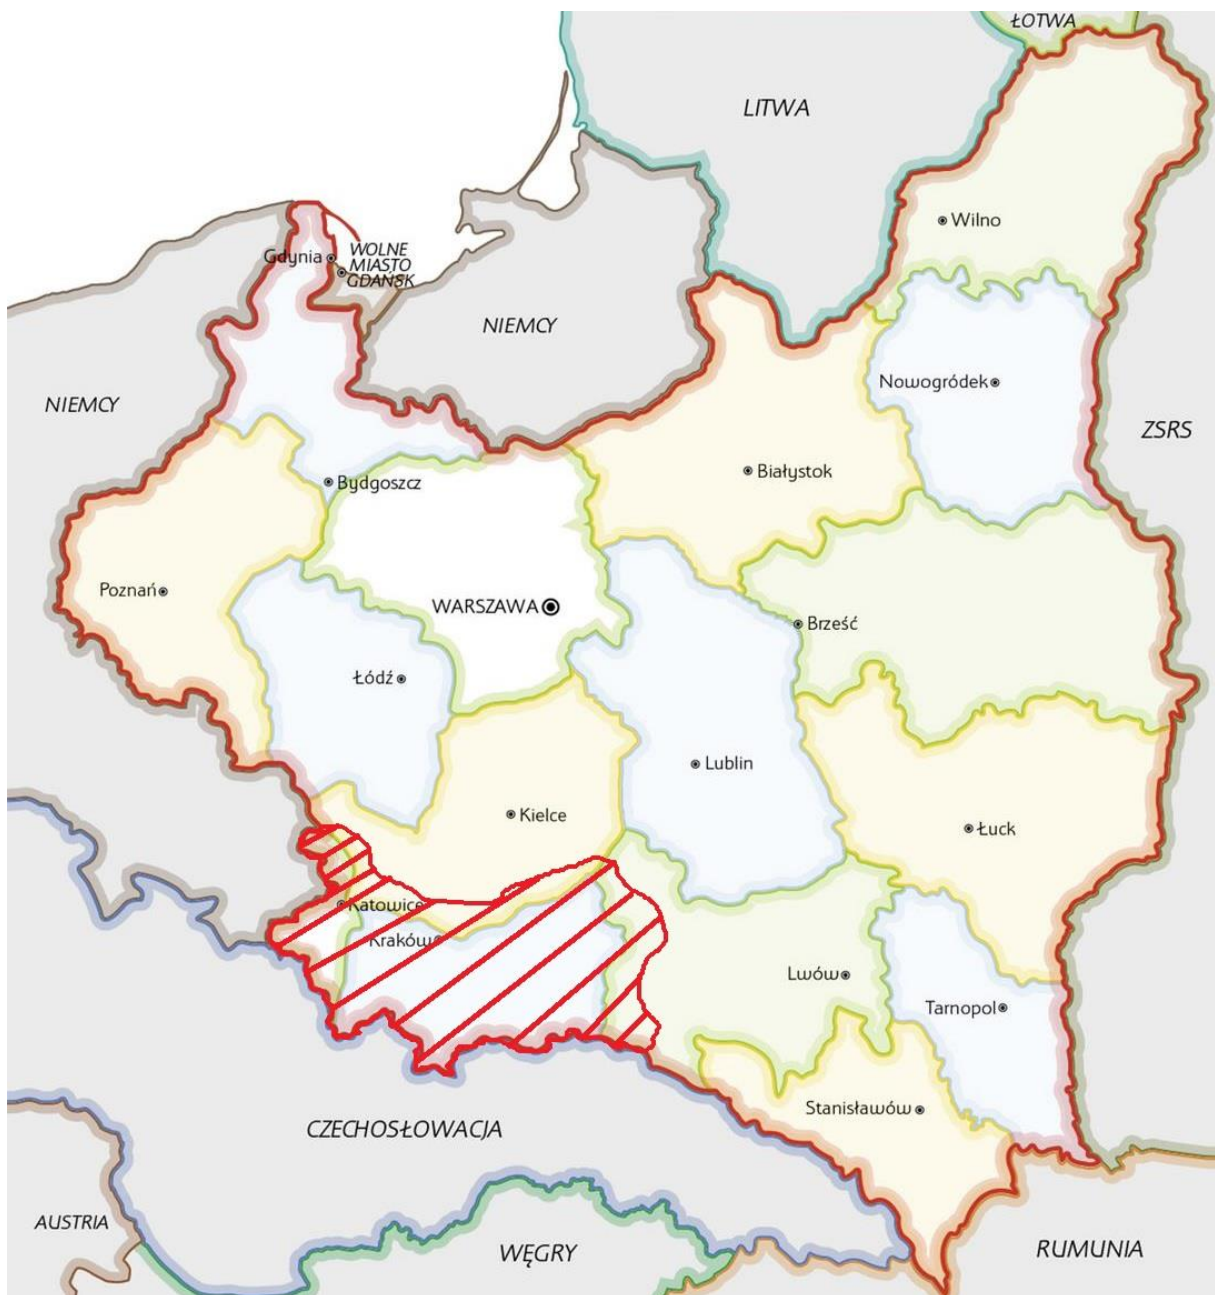 ŁOTWA
LITWA
Wilno
WOLNE
MIASTO
GDAŃSK
Gdynia
NIEMCY
NIEMCY
Nowogródek
ZSRS
Białystok
Bydgoszcz
Poznań
WARSZAWA
Brześć
Łódź
Lublin
Kielce
Łuck
Katowice
Kraków
Lwów
Tarnopol
Stanisławów
CZECHOSŁOWACJA
AUSTRIA
WĘGRY
RUMUNIA